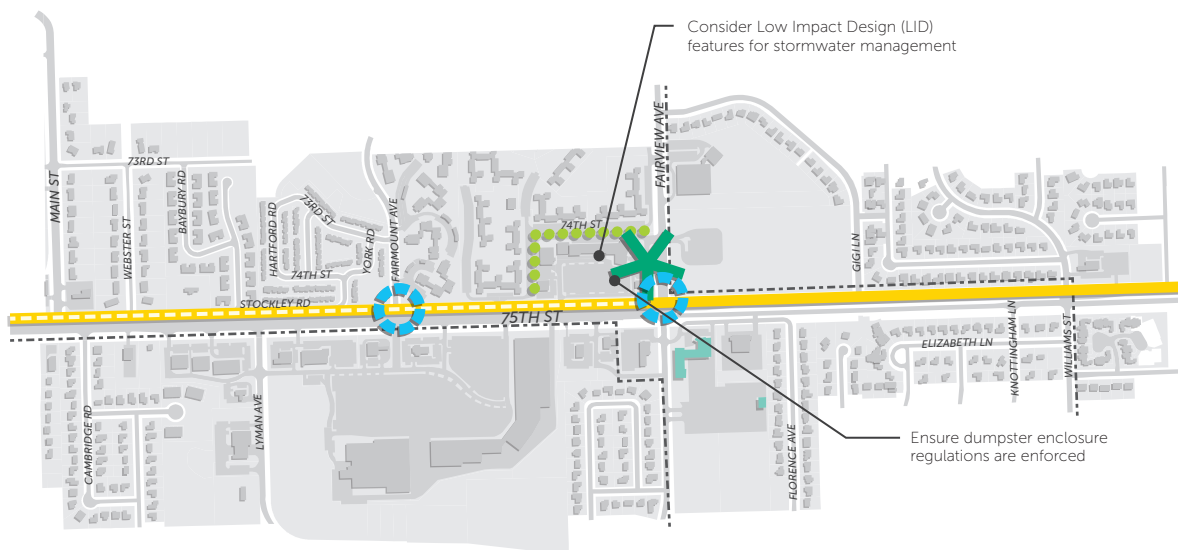 Consider Low Impact Design (LID)
features for stormwater management
FAIRVIEW AVE
73RD ST
MAIN ST
BAYBURY RD
WEBSTER ST
HARTFORD RD
73RD ST
YORK RD
FAIRMOUNT AVE
74TH ST
74TH ST
GIGI LN
STOCKLEY RD
75TH ST
KNOTTINGHAM LN
WILLIAMS ST
ELIZABETH LN
CAMBRIDGE RD
LYMAN AVE
FLORENCE AVE
Ensure dumpster enclosure
regulations are enforced